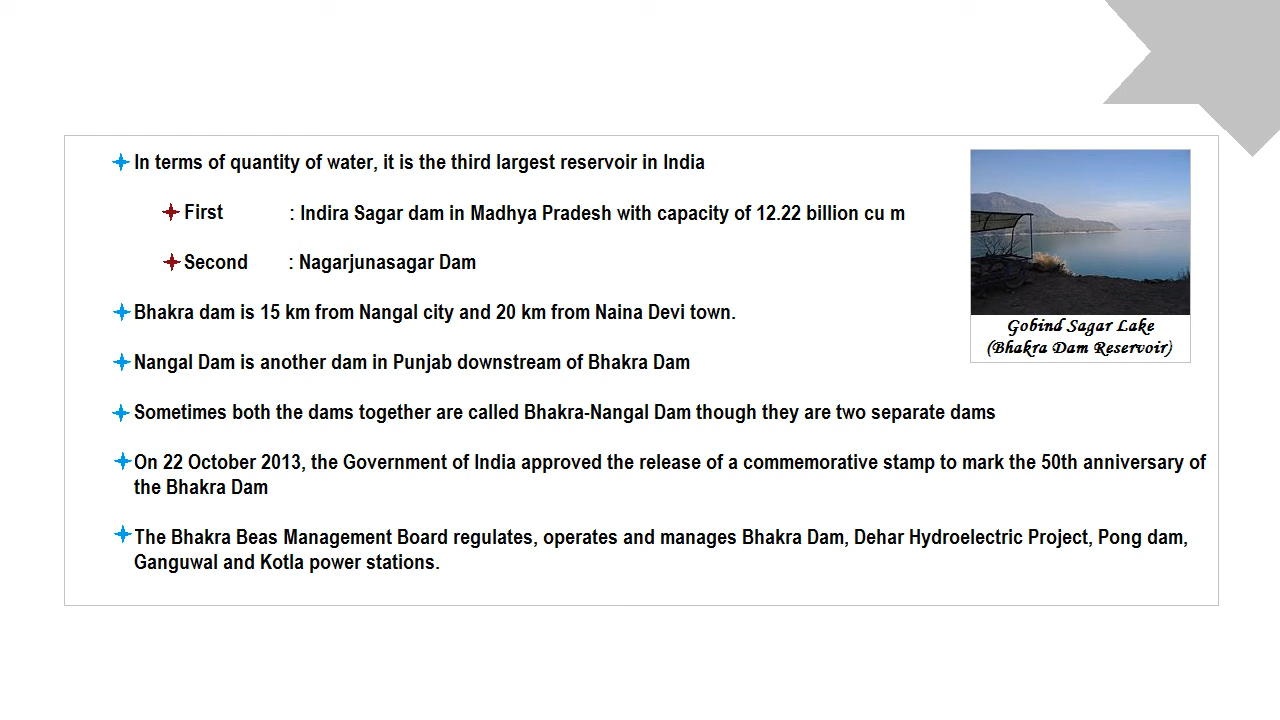 In terms of quantity of water, it is the third largest reservoir in India
First : Indira Sagar dam in Madhya Pradesh with capacity of 12.22 billion cu m
Second : Nagarjunasagar Dam
Gobind Sagar Lake
(Bhakra Dam Reservoir)
Bhakra dam is 15 km from Nangal city and 20 km from Naina Devi town.
Nangal Dam is another dam in Punjab downstream of Bhakra Dam
Sometimes both the dams together are called Bhakra-Nangal Dam though they are two separate dams
On 22 October 2013, the Government of India approved the release of a commemorative stamp to mark the 50th anniversary of
the Bhakra Dam
The Bhakra Beas Management Board regulates, operates and manages Bhakra Dam, Dehar Hydroelectric Project, Pong dam,
Ganguwal and Kotla power stations.